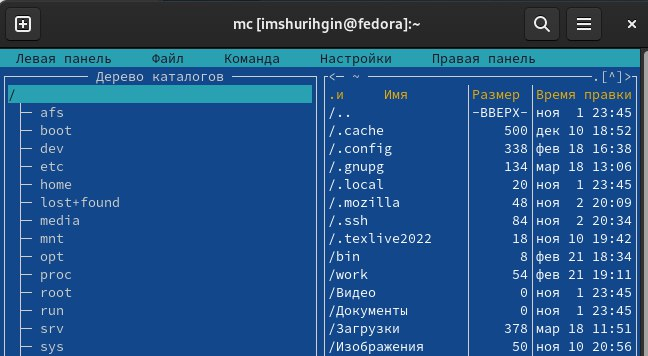 mc [imshurihgin@fedora]:~
Левая панель Файл Команда Настройки Правая панель
Дерево каталогов
/
afs
boot
dev
etc
home
lost+found
media
mnt
opt
proc
root
run
srv
sys
<─ ~ .[^]>
.и Имя Размер Время правки
/.. -ВВЕРХ- ноя 1 23:45
/.cache 500 дек 10 18:52
/.config 338 фев 18 16:38
/.gnupg 134 мар 18 13:06
/.local 20 ноя 1 23:45
/.mozilla 48 ноя 2 20:09
/.ssh 84 ноя 2 20:34
/.texlive2022 18 ноя 10 19:42
/bin 8 фев 21 18:34
/work 54 фев 21 19:11
/Видео 0 ноя 1 23:45
/Документы 0 ноя 1 23:45
/Загрузки 378 мар 18 11:51
/Изображения 50 ноя 10 20:56